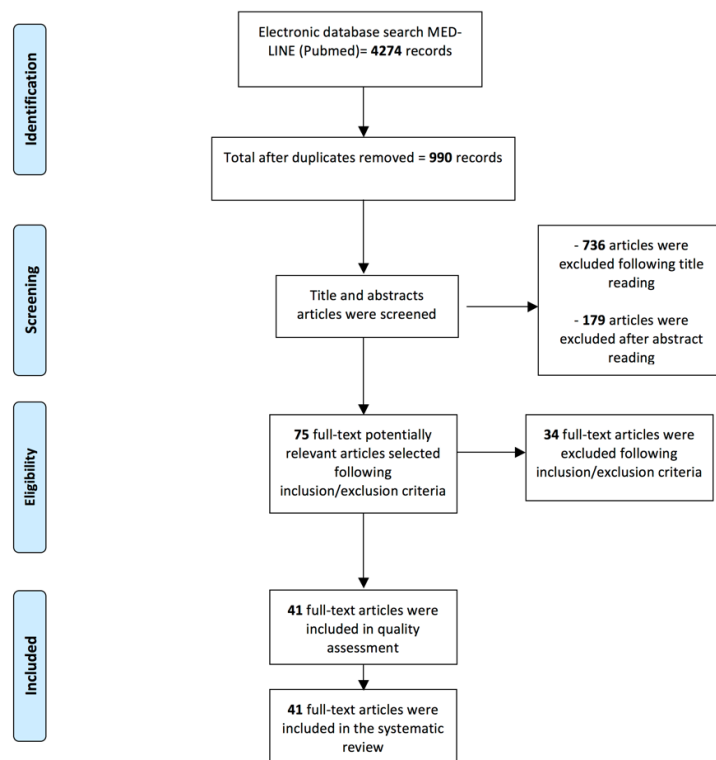 Identification
Electronic database search MED-
LINE (Pubmed)= 4274 records
Total after duplicates removed = 990 records
Screening
Title and abstracts
articles were screened
- 736 articles were
excluded following title
reading
- 179 articles were
excluded after abstract
reading
Eligibility
75 full-text potentially
relevant articles selected
following
inclusion/exclusion criteria
34 full-text articles were
excluded following
inclusion/exclusion criteria
Included
41 full-text articles were
included in quality
assessment
41 full-text articles were
included in the systematic
review